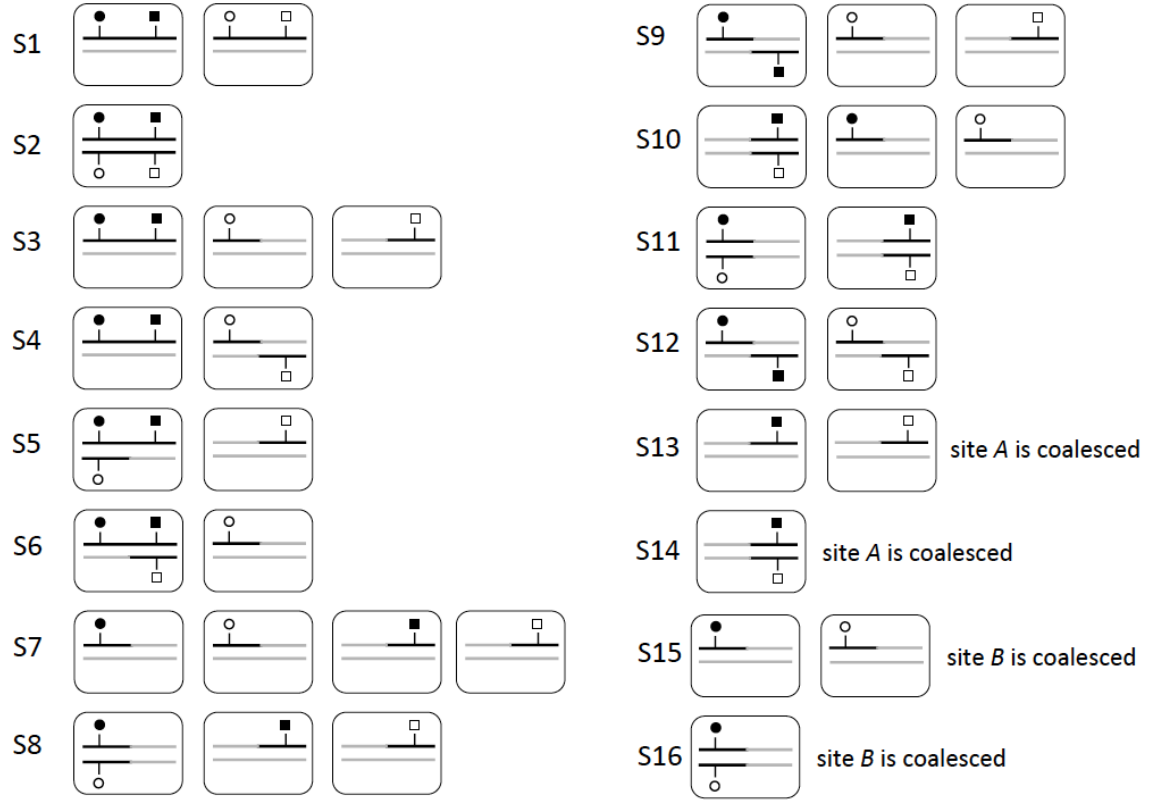 S1
S2
S3
S4
S5
S6
S7
S8
S9
S10
S11
S12
S13 site A is coalesced
S14 site A is coalesced
S15 site B is coalesced
S16 site B is coalesced